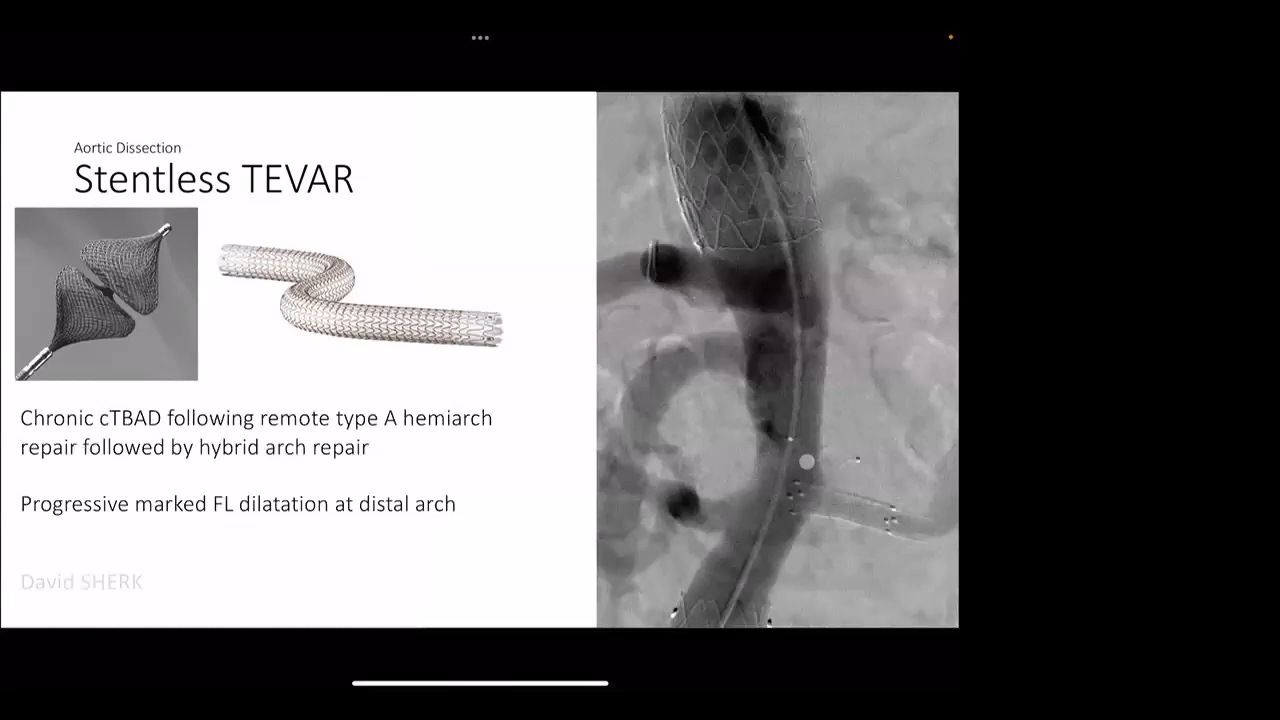 Aortic Dissection
Stentless TEVAR
Chronic cTBAD following remote type A hemiarch
repair followed by hybrid arch repair
Progressive marked FL dilatation at distal arch
David SHERK